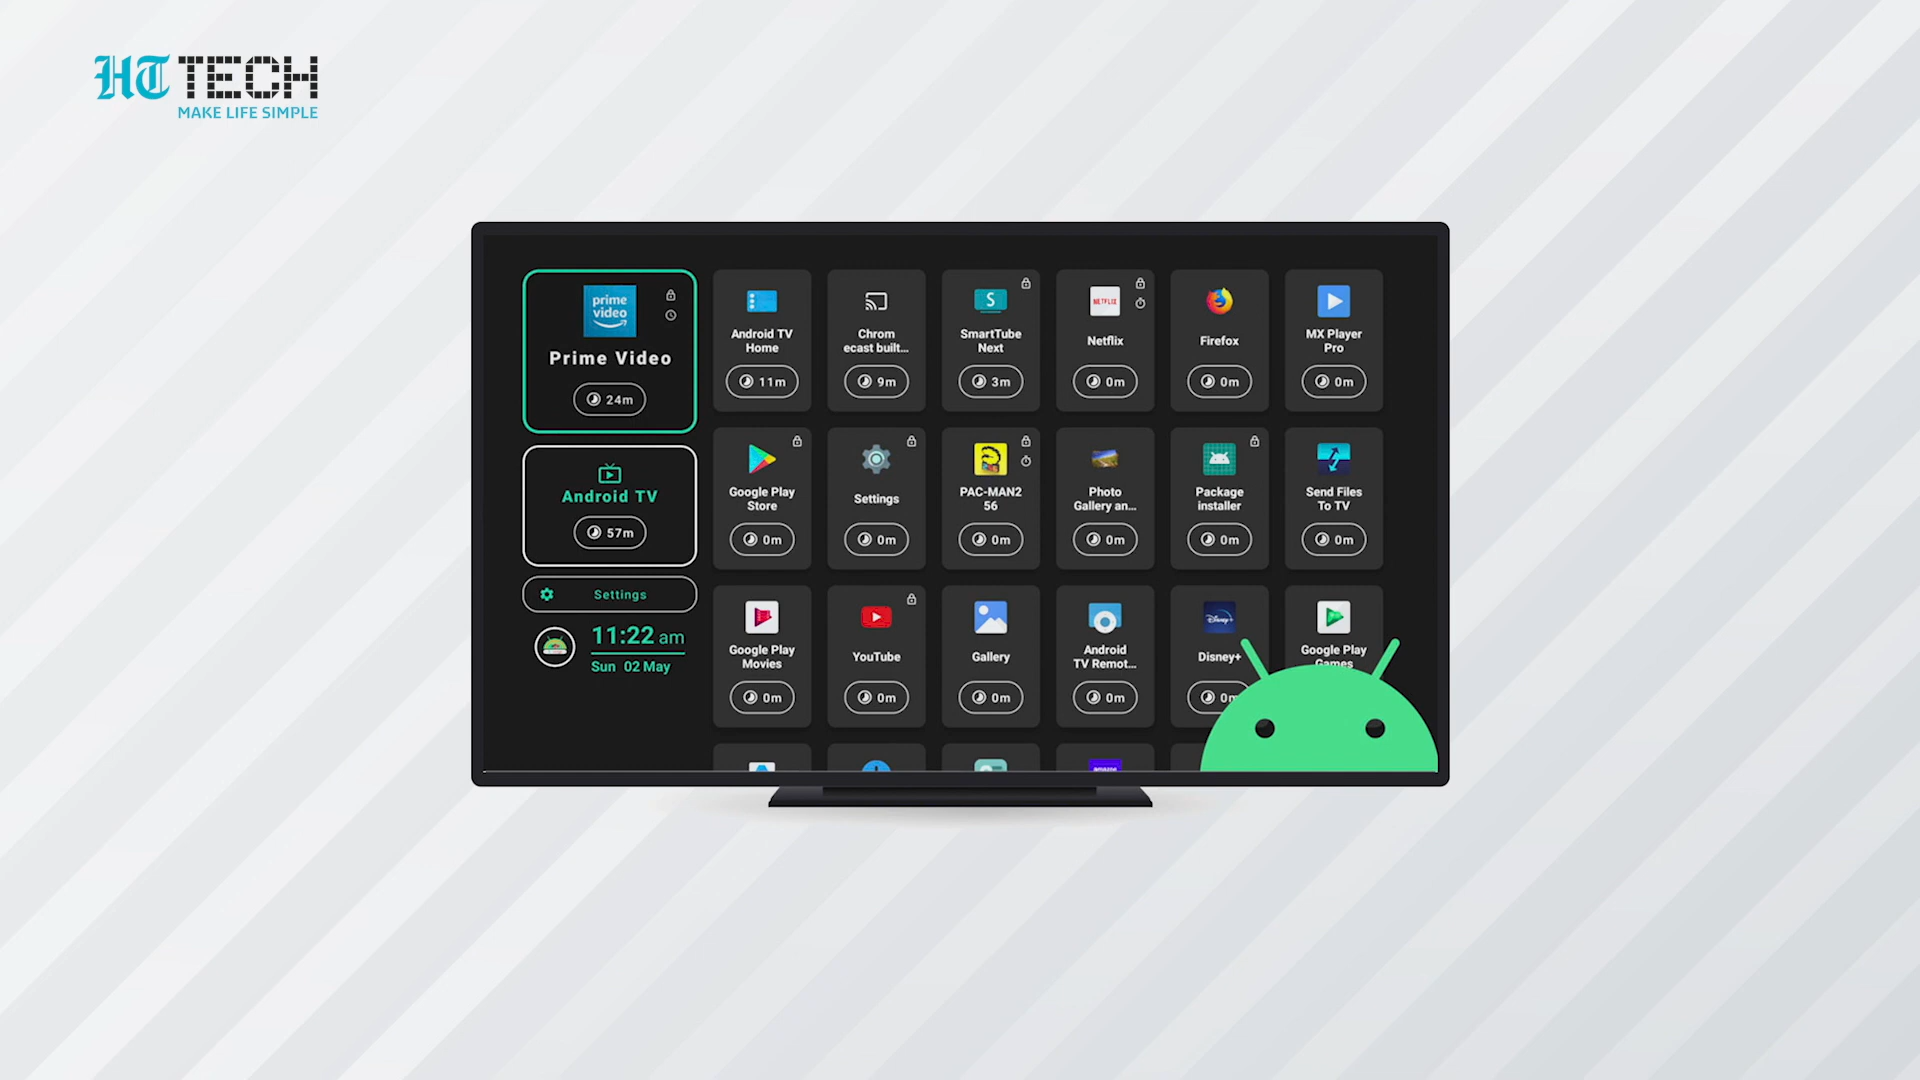 HT TECH
MAKE LIFE SIMPLE
prime
video
Prime Video
24m
Android TV
57m
Settings
11:22 am
Sun 02 May
Android TV
Home
11m
Chrom
ecast built...
9m
SmartTube
Next
3m
NETFLIX
Netflix
0m
Firefox
0m
MX Player
Pro
0m
Google Play
Store
0m
Settings
0m
PAC-MAN2
56
0m
Photo
Gallery an...
0m
Package
installer
0m
Send Files
To TV
0m
Google Play
Movies
0m
YouTube
0m
Gallery
0m
Android
TV Remot...
0m
Disney+
Disney+
0m
Google Play
Games
amazon